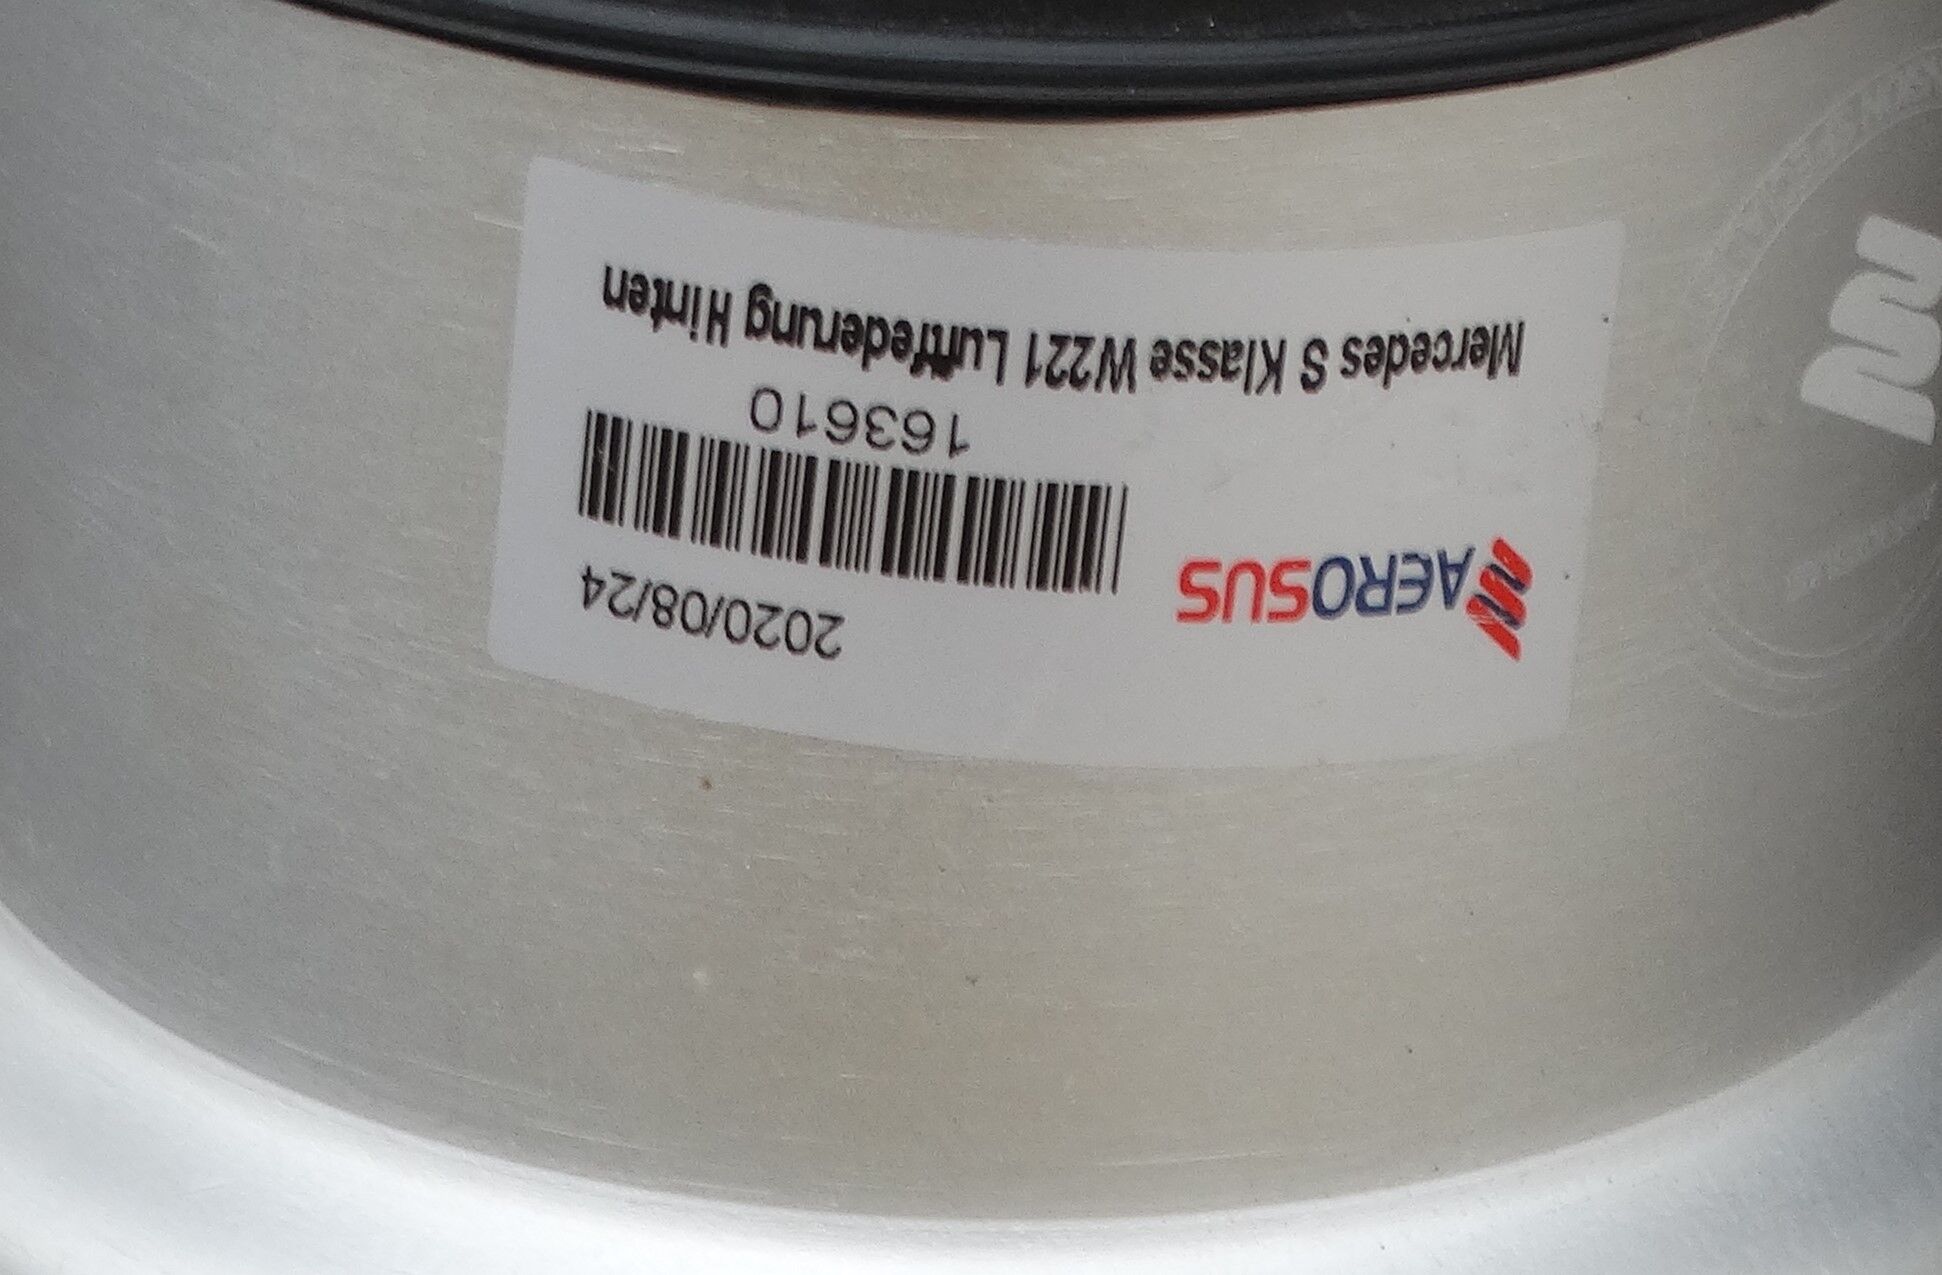 AEROSUS
2020/08/24
163610
Mercedes S Klasse W221 Luftfederung Hinten